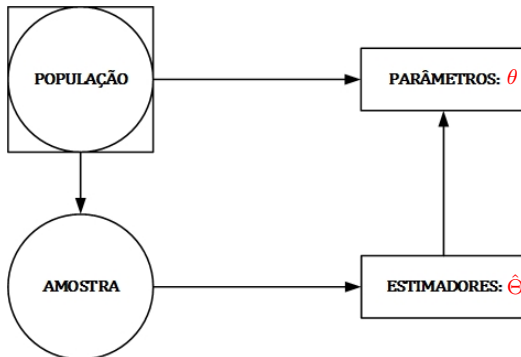 POPULAÇÃO
PARÂMETROS: θ
AMOSTRA
ESTIMADORES: Θ̂